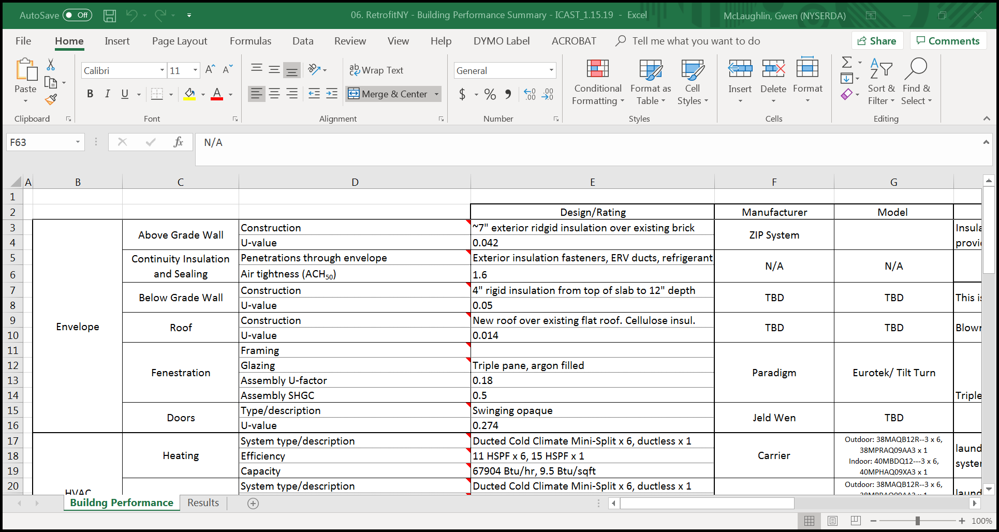 AutoSave Off 06. RetrofitNY - Building Performance Summary - ICAST_1.15.19 - Excel McLaughlin, Gwen (NYSERDA)
File Home Insert Page Layout Formulas Data Review View Help DYMO Label ACROBAT Tell me what you want to do Share Comments
Paste
Clipboard
Calibri 11
B I U
Font
Wrap Text
Merge & Center
Alignment
General
$ % , .00 .00
Number
Conditional Formatting
Format as Table
Cell Styles
Styles
Insert Delete Format
Cells
Sort & Filter
Find & Select
Editing
F63 fx N/A
A B C D E F G
1
2 Design/Rating Manufacturer Model
3 Above Grade Wall Construction ~7" exterior ridgid insulation over existing brick ZIP System
4 U-value 0.042
5 Continuity Insulation and Sealing Penetrations through envelope Exterior insulation fasteners, ERV ducts, refrigerant N/A N/A
6 Air tightness (ACH50) 1.6
7 Below Grade Wall Construction 4" rigid insulation from top of slab to 12" depth TBD TBD This is
8 U-value 0.05
9 Envelope Roof Construction New roof over existing flat roof. Cellulose insul. TBD TBD
10 U-value 0.014
11 Fenestration Framing Paradigm Eurotek/ Tilt Turn
12 Glazing Triple pane, argon filled
13 Assembly U-factor 0.18
14 Assembly SHGC 0.5 Triple
15 Doors Type/description Swinging opaque Jeld Wen TBD
16 U-value 0.274
17 Heating System type/description Ducted Cold Climate Mini-Split x 6, ductless x 1 Carrier Outdoor: 38MAQB12R--3 x 6,
38MPRAQ09AA3 x 1
18 Efficiency 11 HSPF x 6, 15 HSPF x 1 Indoor: 40MBDQ12---3 x 6,
19 Capacity 67904 Btu/hr, 9.5 Btu/sqft 40MPHAQ09XA3 x 1
20 HVAC System type/description Ducted Cold Climate Mini-Split x 6, ductless x 1 Outdoor: 38MAQB12R--3 x 6,
Buildng Performance Results
100%